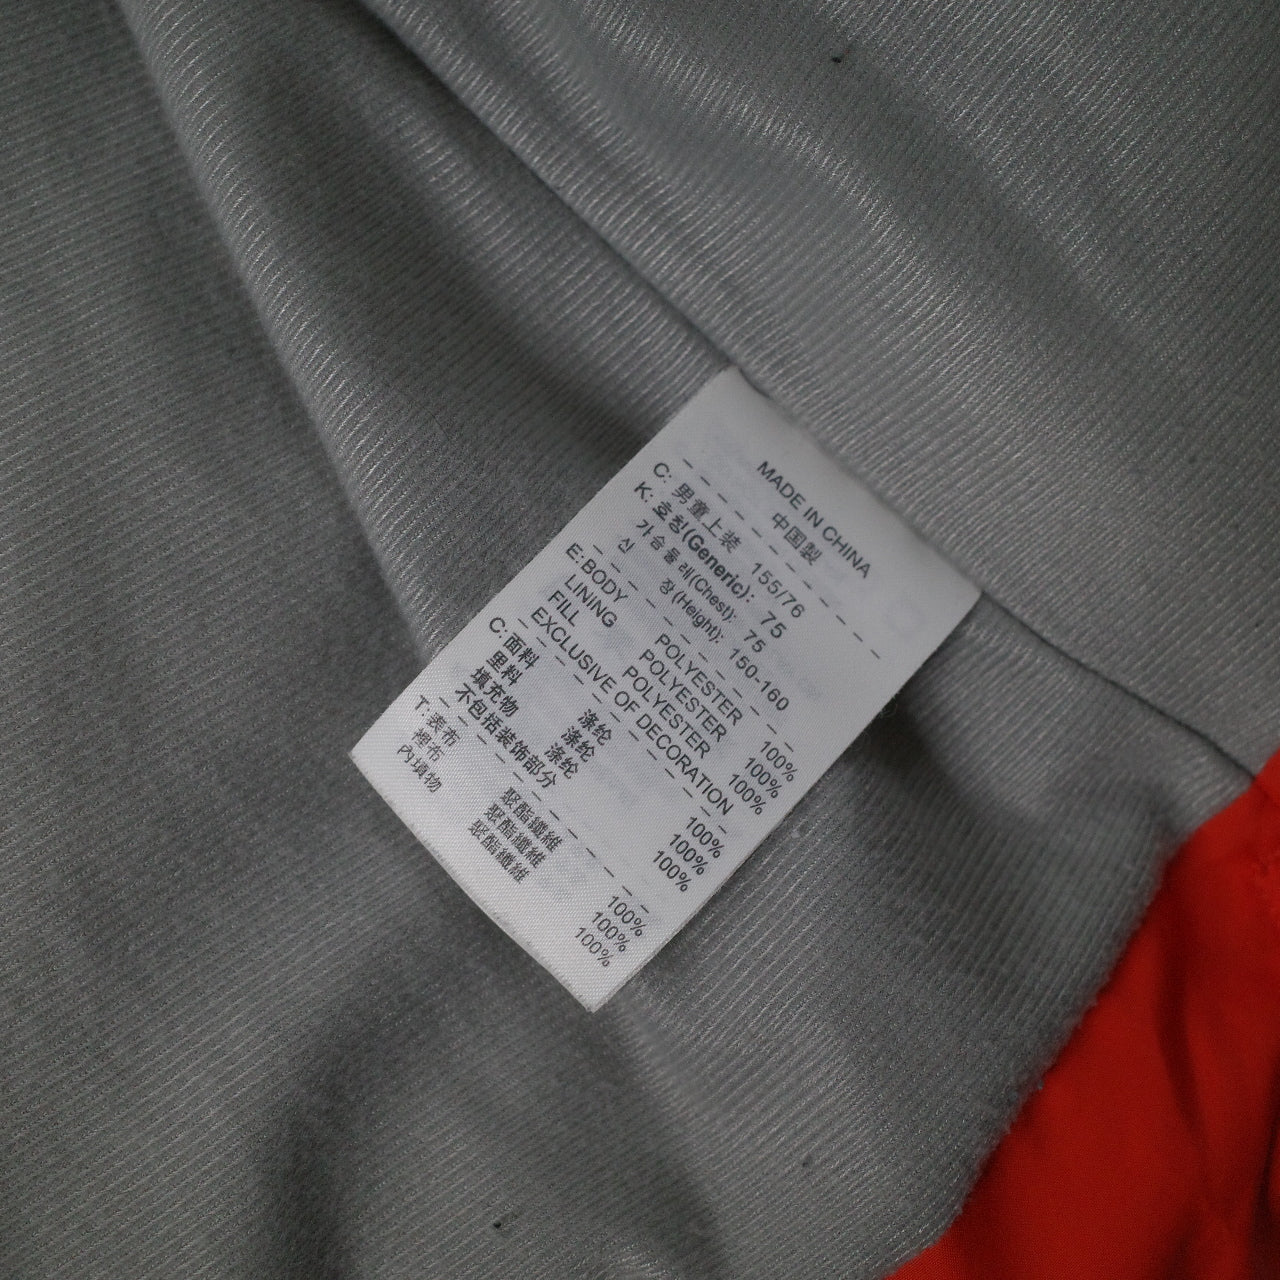 MADE IN CHINA
中国製
C: 男童上装 155/76
K: 호칭(Generic): 75
가슴둘레(Chest): 75
신 장(Height): 150-160
E: BODY POLYESTER 100%
LINING POLYESTER 100%
FILL POLYESTER 100%
EXCLUSIVE OF DECORATION
C: 面料 涤纶 100%
里料 涤纶 100%
填充物 涤纶 100%
不包括装饰部分
T: 表布 聚酯纖維 100%
裡布 聚酯纖維 100%
內填物 聚酯纖維 100%